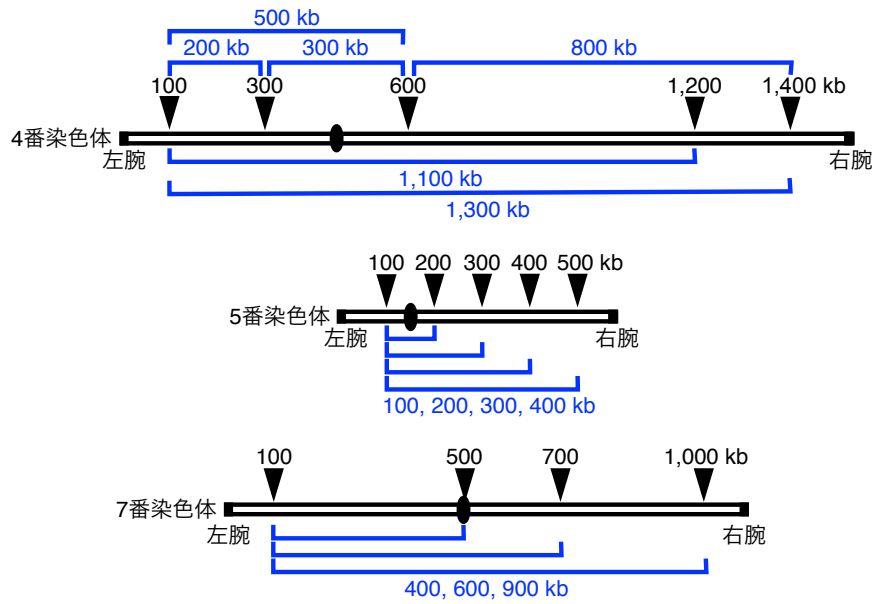 500 kb
200 kb 300 kb 800 kb
100 300 600 1,200 1,400 kb
4番染色体
左腕 右腕
1,100 kb
1,300 kb
100 200 300 400 500 kb
5番染色体
左腕 右腕
100, 200, 300, 400 kb
100 500 700 1,000 kb
7番染色体
左腕 右腕
400, 600, 900 kb